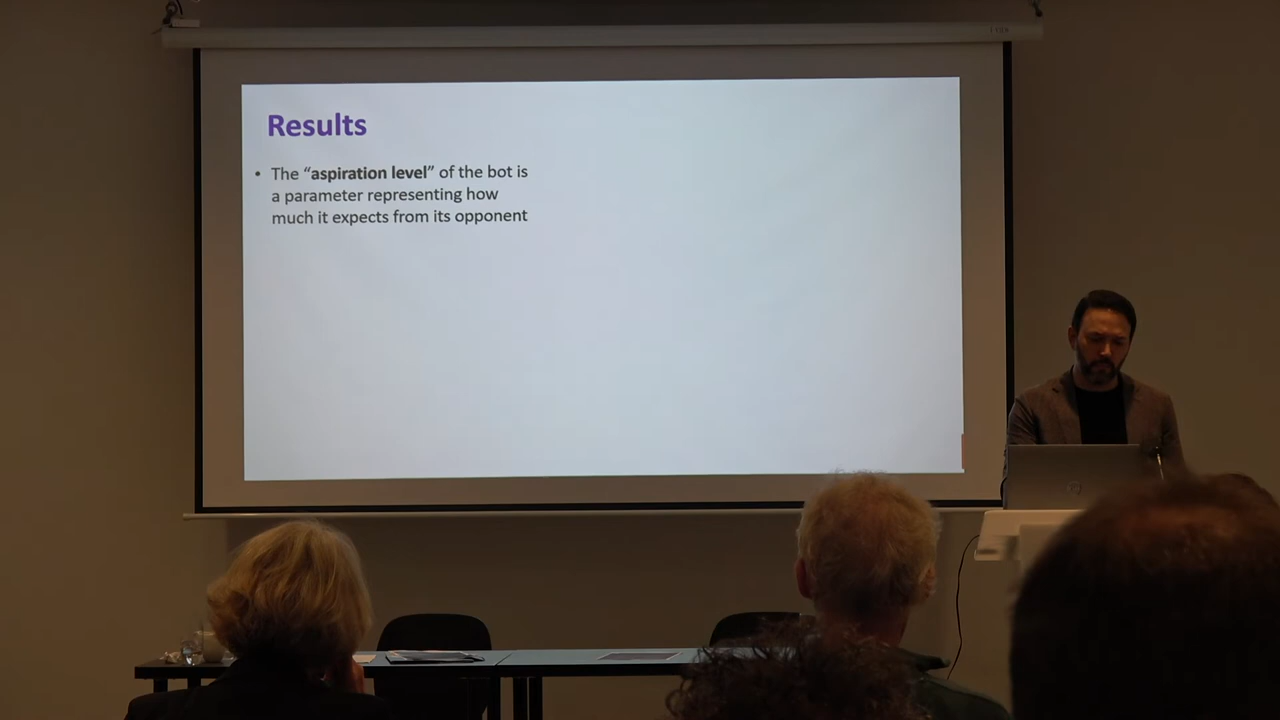 Results
• The “aspiration level” of the bot is
a parameter representing how
much it expects from its opponent